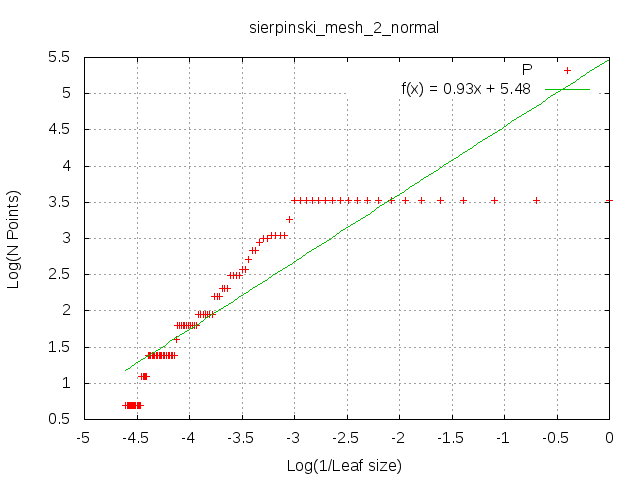 sierpinski_mesh_2_normal
5.5
5
4.5
4
3.5
3
2.5
2
1.5
1
0.5
Log(N Points)
P
f(x) = 0.93x + 5.48
-5 -4.5 -4 -3.5 -3 -2.5 -2 -1.5 -1 -0.5 0
Log(1/Leaf size)